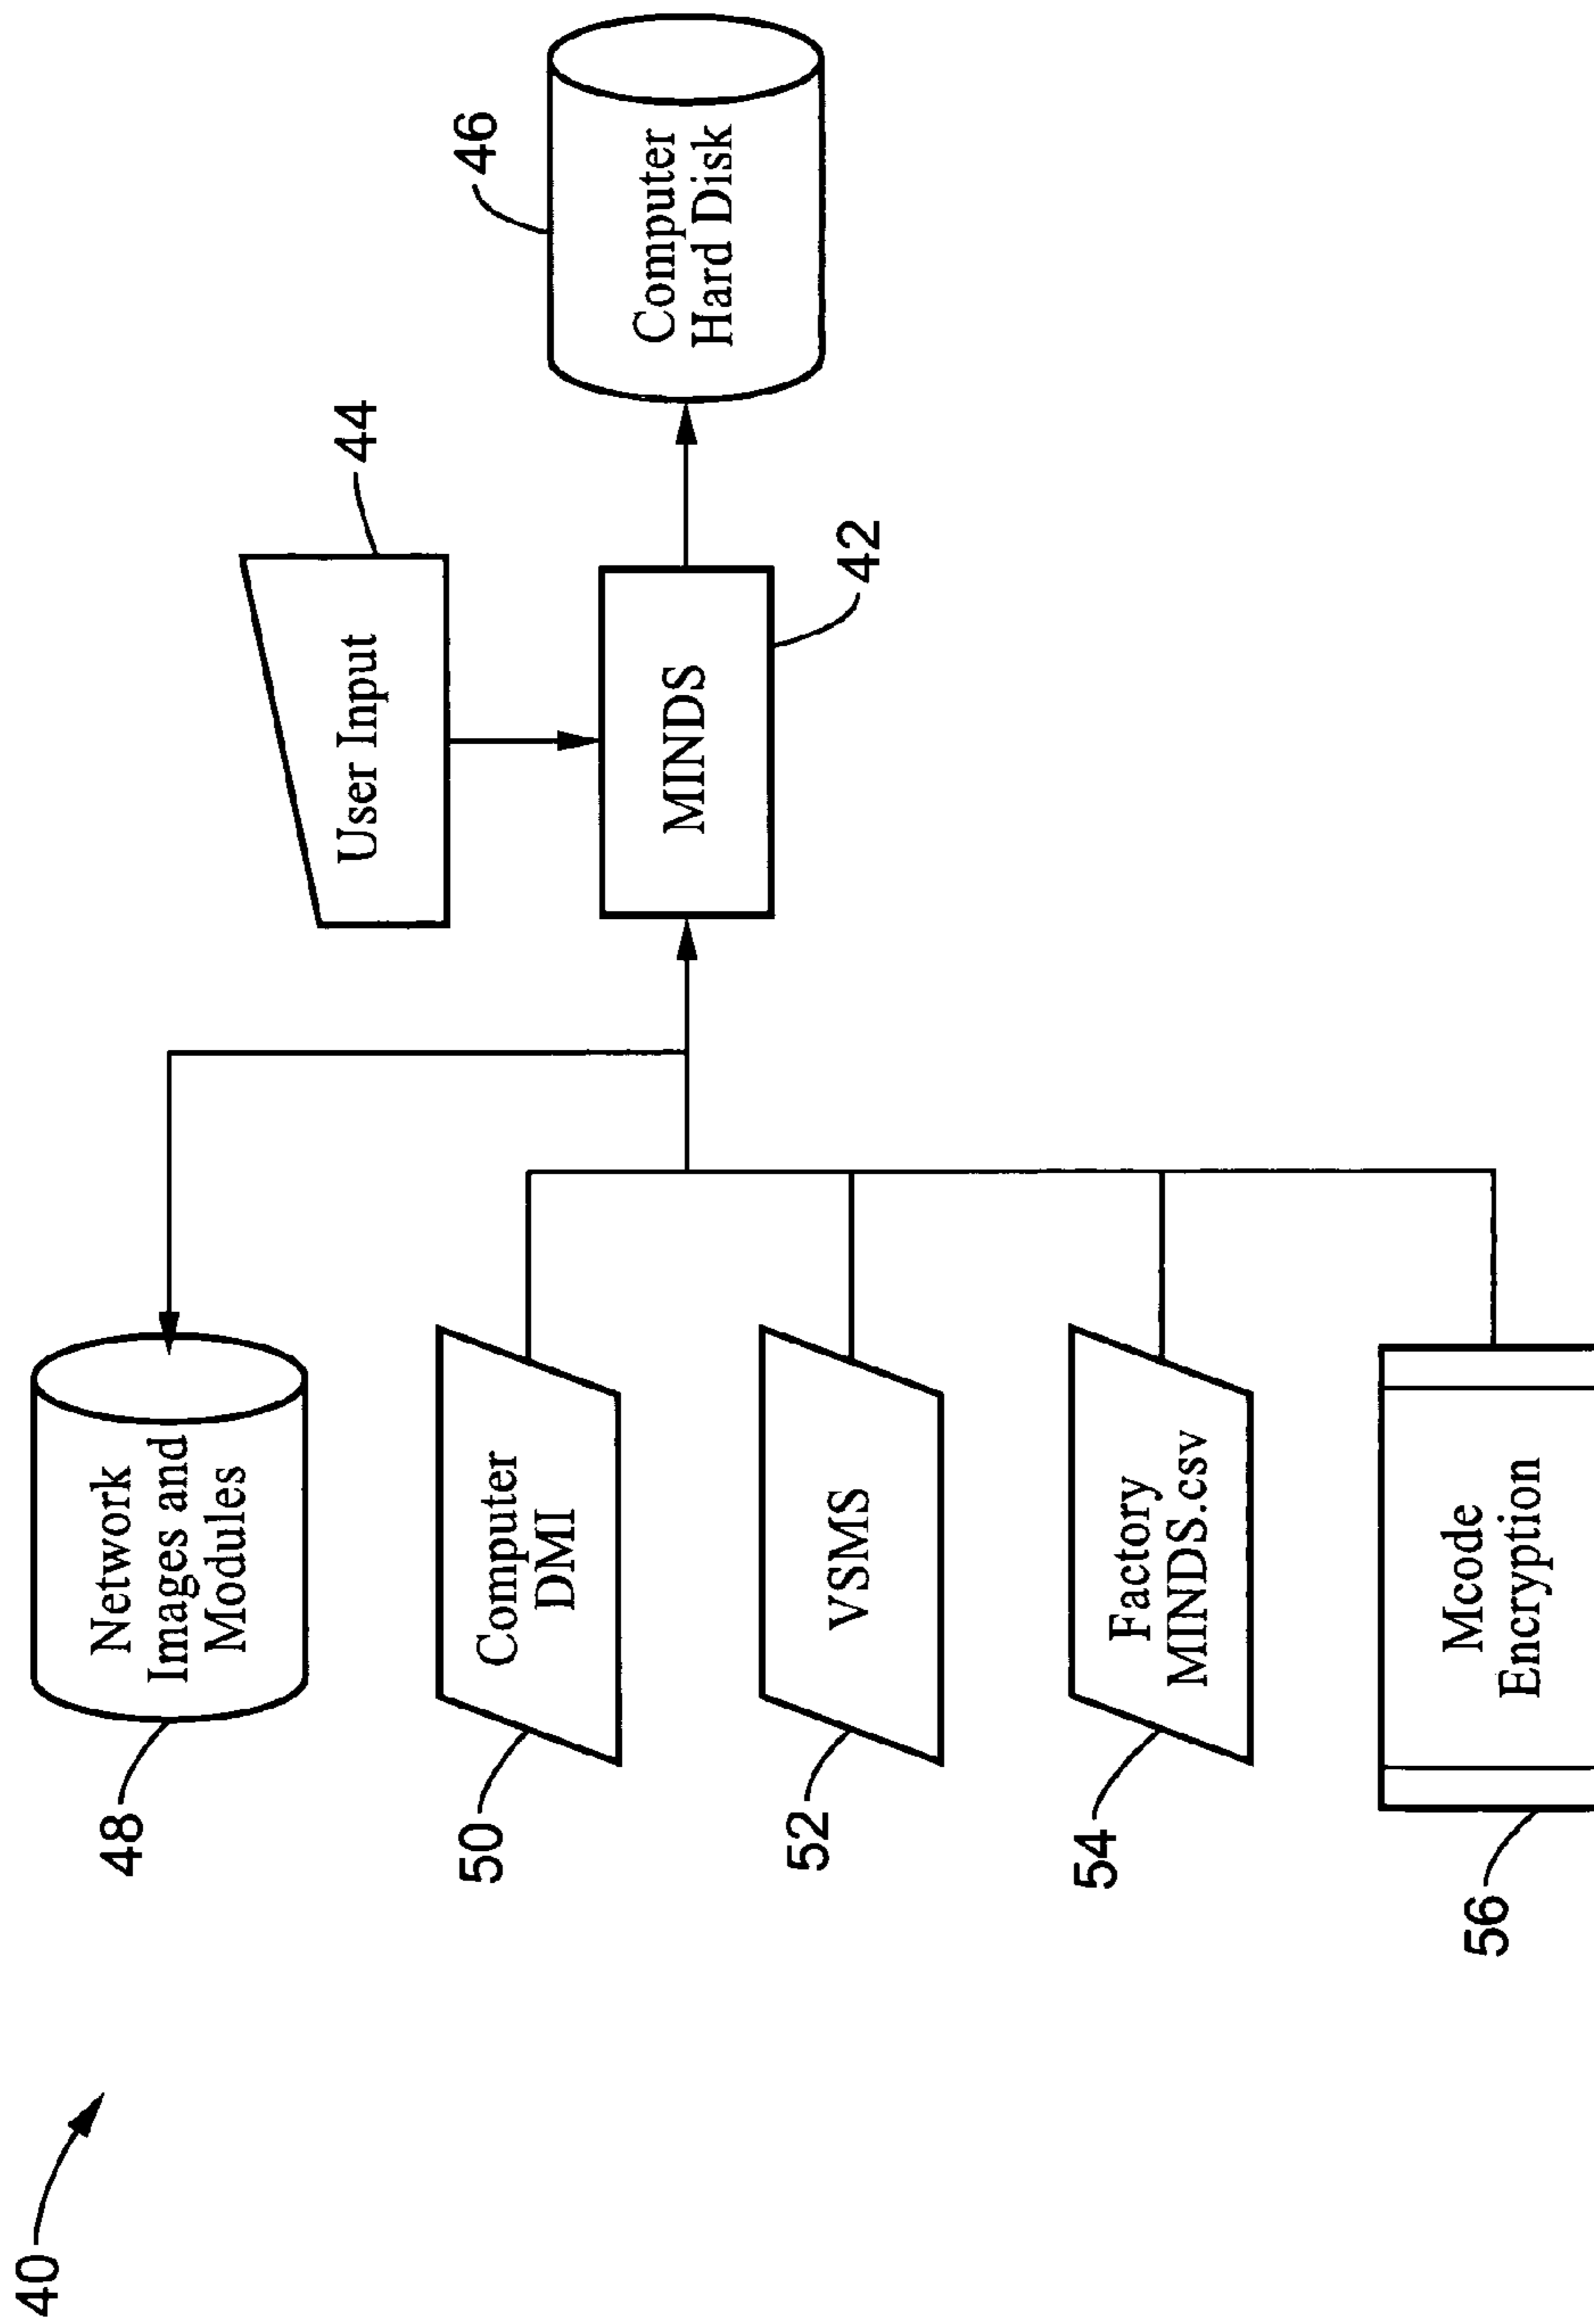 40
48
Network
Images and
Modules
50
Computer
DMI
52
VSMS
54
Factory
MINDS.csv
56
Mcode
Encryption
User Input
44
MINDS
42
Computer
Hard Disk
46